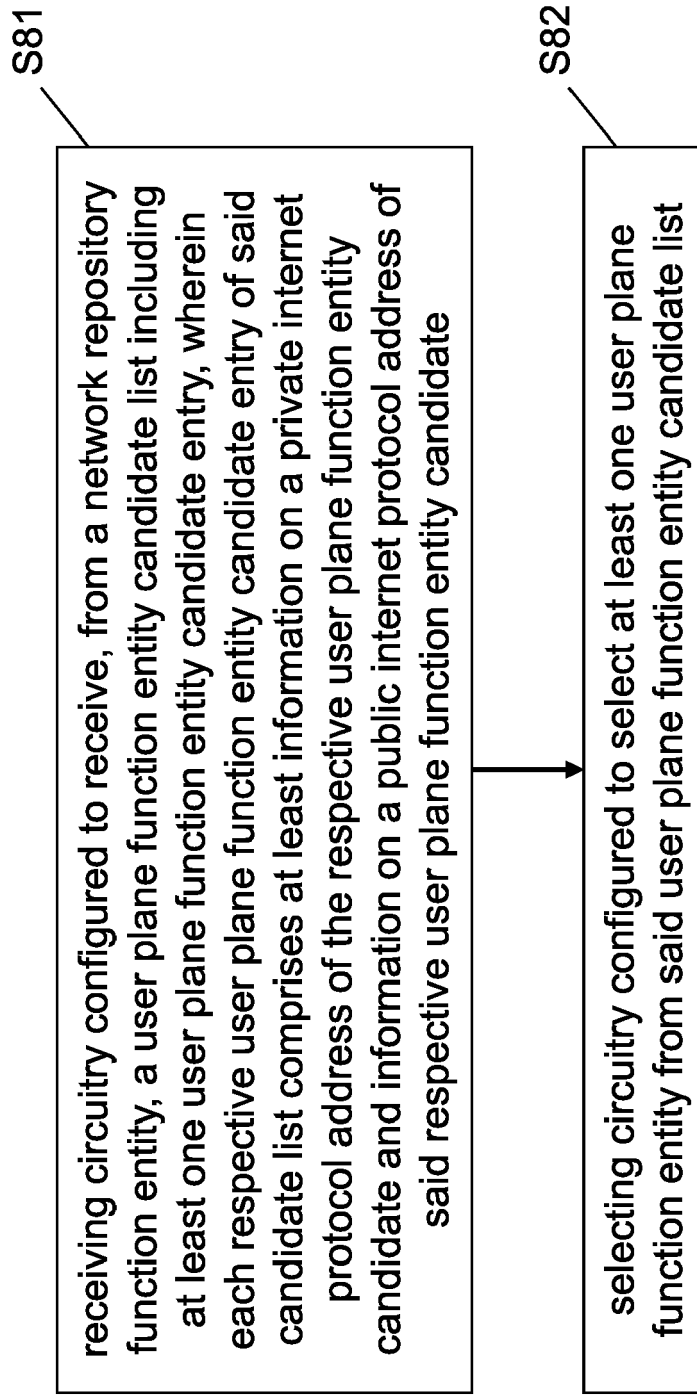 S81
receiving circuitry configured to receive, from a network repository
function entity, a user plane function entity candidate list including
at least one user plane function entity candidate entry, wherein
each respective user plane function entity candidate entry of said
candidate list comprises at least information on a private internet
protocol address of the respective user plane function entity
candidate and information on a public internet protocol address of
said respective user plane function entity candidate
S82
selecting circuitry configured to select at least one user plane
function entity from said user plane function entity candidate list